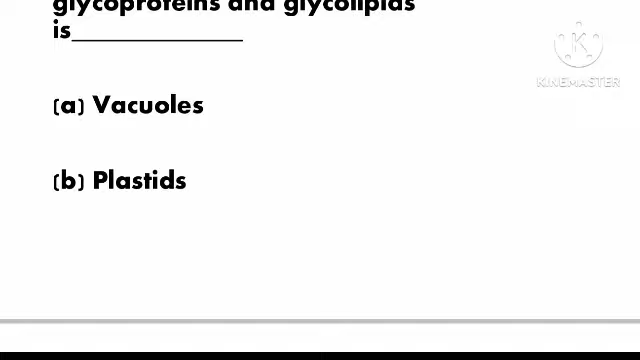 glycoproteins and glycolipids
is______________
KINEMASTER
(a) Vacuoles
(b) Plastids